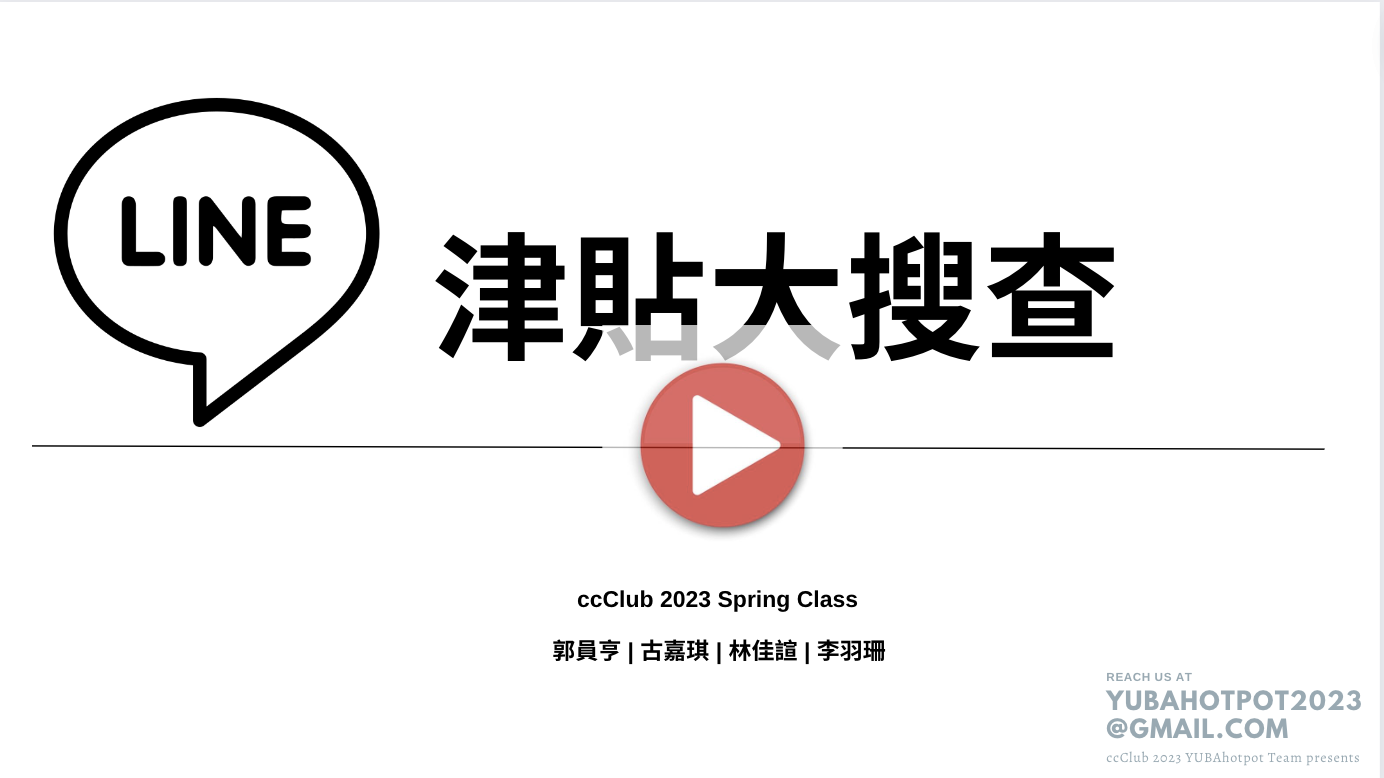 LINE
津貼大搜查
ccClub 2023 Spring Class
郭員亨 | 古嘉琪 | 林佳諠 | 李羽珊
REACH US AT
YUBAHOTPOT2023
@GMAIL.COM
ccClub 2023 YUBAhotpot Team presents